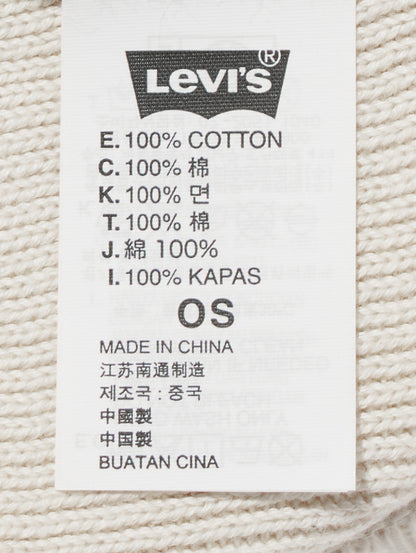 LEVI'S®
E. 100% COTTON
C. 100% 棉
K. 100% 면
T. 100% 棉
J. 綿 100%
I. 100% KAPAS
OS
MADE IN CHINA
江苏南通制造
제조국 : 중국
中國製
中国製
BUATAN CINA